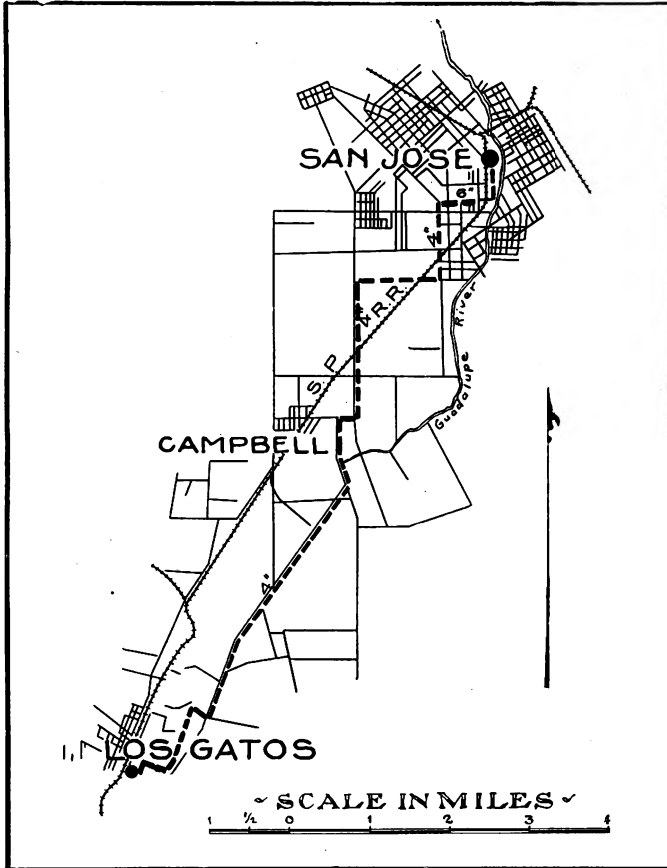 SAN JOSE
6"
4"
4"
S. P. R.R.
Guadalupe River
CAMPBELL
4"
LOS GATOS
~ SCALE IN MILES ~
1 ½ 0 1 2 3 4